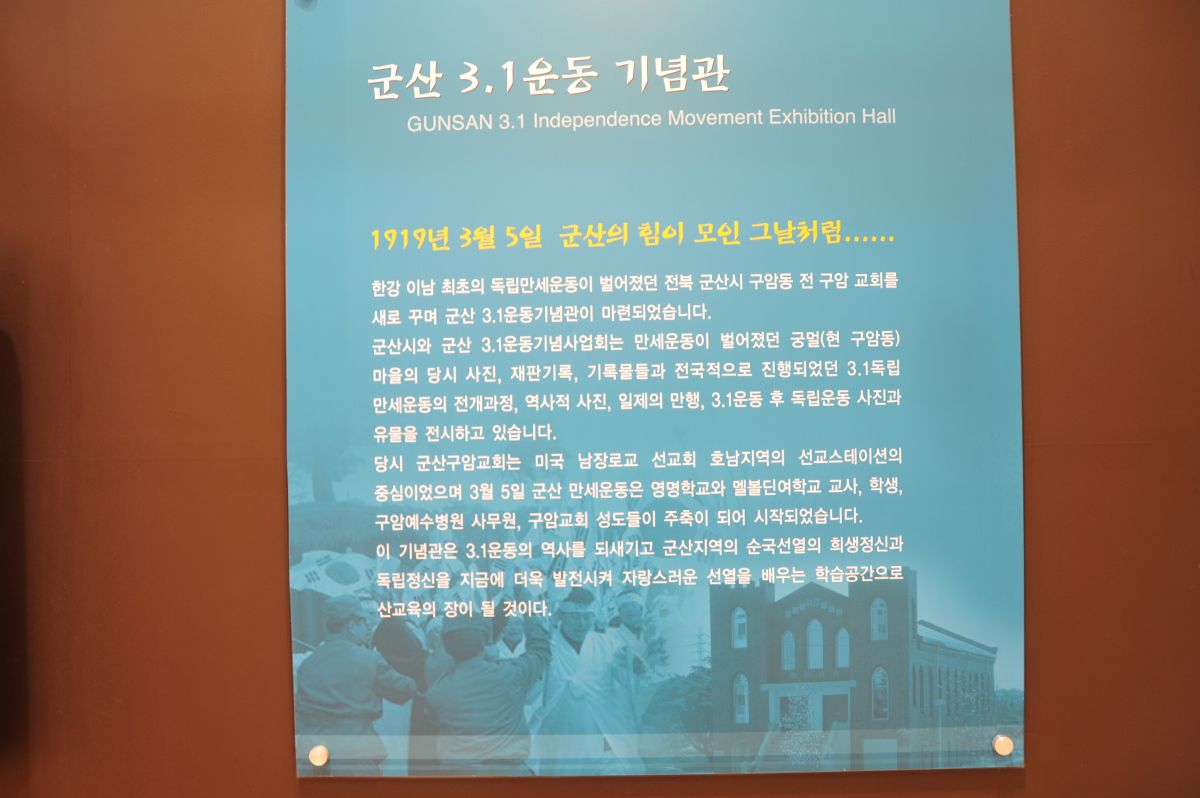 군산 3.1운동 기념관
GUNSAN 3.1 Independence Movement Exhibition Hall
1919년 3월 5일 군산의 힘이 모인 그날처럼......
한강 이남 최초의 독립만세운동이 벌어졌던 전북 군산시 구암동 전 구암 교회를
새로 꾸며 군산 3.1운동기념관이 마련되었습니다.
군산시와 군산 3.1운동기념사업회는 만세운동이 벌어졌던 궁멀(현 구암동)
마을의 당시 사진, 재판기록, 기록물들과 전국적으로 진행되었던 3.1독립
만세운동의 전개과정, 역사적 사진, 일제의 만행, 3.1운동 후 독립운동 사진과
유물을 전시하고 있습니다.
당시 군산구암교회는 미국 남장로교 선교회 호남지역의 선교스테이션의
중심이었으며 3월 5일 군산 만세운동은 영명학교와 멜볼딘여학교 교사, 학생,
구암예수병원 사무원, 구암교회 성도들이 주축이 되어 시작되었습니다.
이 기념관은 3.1운동의 역사를 되새기고 군산지역의 순국선열의 희생정신과
독립정신을 지금에 더욱 발전시켜 자랑스러운 선열을 배우는 학습공간으로
산교육의 장이 될 것이다.